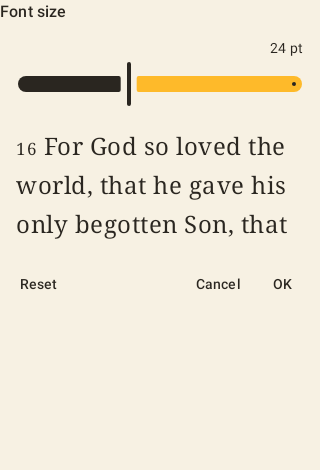 Font size
24 pt
16 For God so loved the
world, that he gave his
only begotten Son, that
Reset Cancel OK